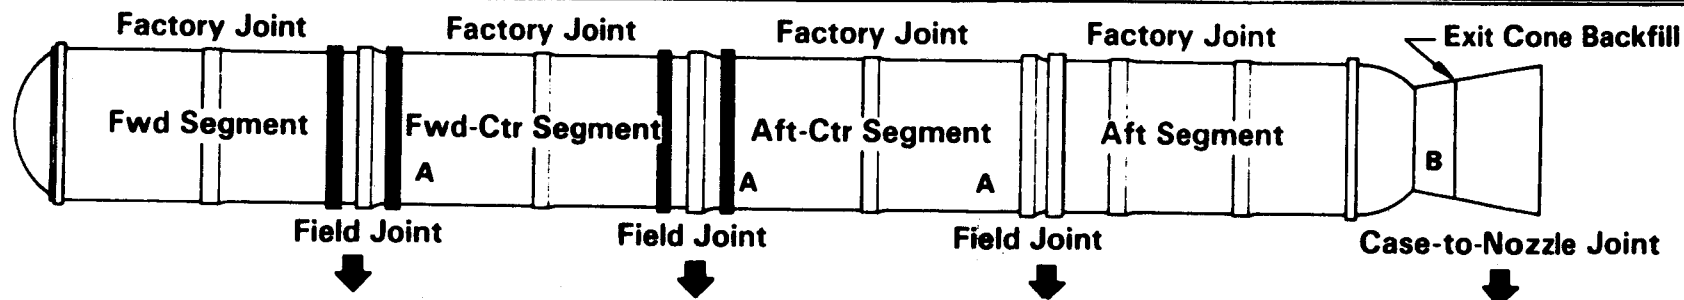 Factory Joint Factory Joint Factory Joint Factory Joint Exit Cone Backfill
Fwd Segment Fwd-Ctr Segment Aft-Ctr Segment Aft Segment
A A A B
Field Joint Field Joint Field Joint Case-to-Nozzle Joint